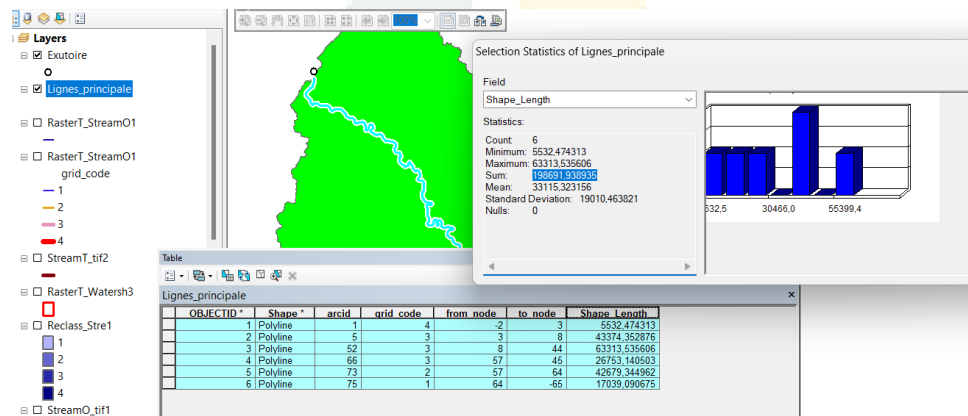 100%
Layers
Exutoire
Lignes_principale
RasterT_StreamO1
RasterT_StreamO1
grid_code
1
2
3
4
StreamT_tif2
RasterT_Watersh3
Reclass_Stre1
1
2
3
4
StreamO_tif1
Selection Statistics of Lignes_principale
Field
Shape_Length
Statistics:
Count: 6
Minimum: 5532,474313
Maximum: 63313,535606
Sum: 198691,938935
Mean: 33115,323156
Standard Deviation: 19010,463821
Nulls: 0
532,5 30466,0 55399,4
Table
Lignes_principale
OBJECTID * Shape * arcid grid_code from_node to_node Shape_Length
1 Polyline 1 4 -2 3 5532,474313
2 Polyline 5 3 3 8 43374,352876
3 Polyline 52 3 8 44 63313,535606
4 Polyline 66 3 57 45 26753,140503
5 Polyline 73 2 57 64 42679,344962
6 Polyline 75 1 64 -65 17039,090675